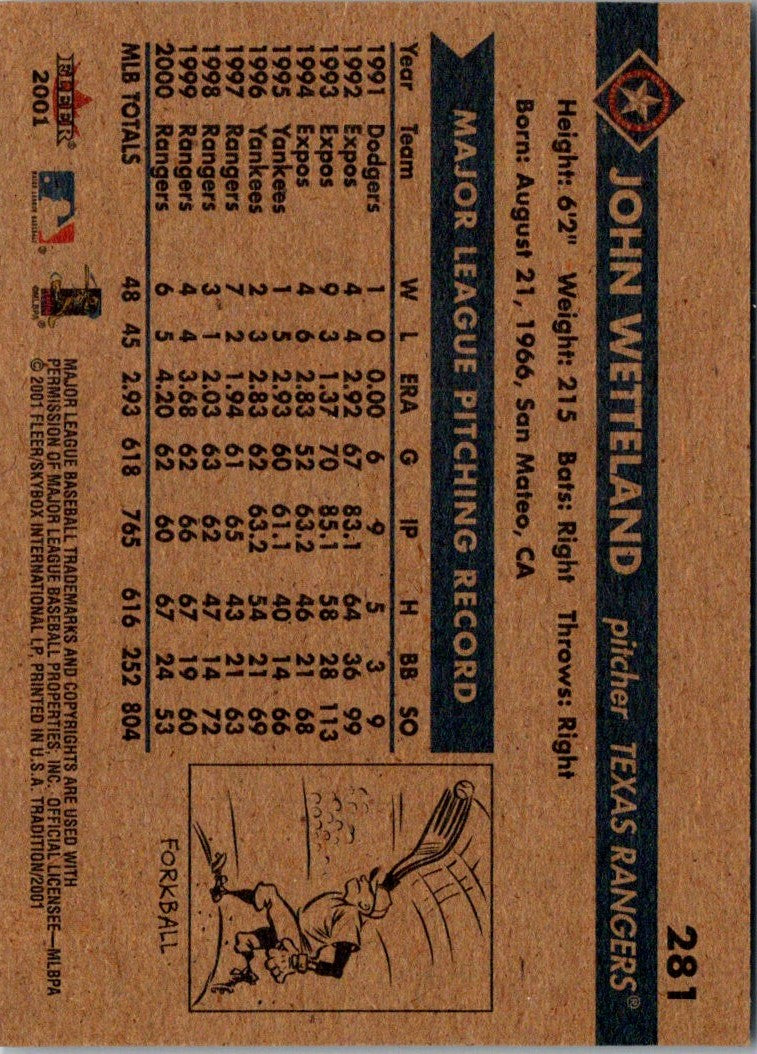 281
JOHN WETTELAND pitcher TEXAS RANGERS®
Height: 6'2" Weight: 215 Bats: Right Throws: Right
Born: August 21, 1966, San Mateo, CA
MAJOR LEAGUE PITCHING RECORD
Year Team W L ERA G IP H BB SO
1991 Dodgers 1 0 0.00 6 9 5 3 9
1992 Expos 4 4 2.92 67 83.1 64 36 99
1993 Expos 9 3 1.37 70 85.1 58 28 113
1994 Expos 4 6 2.83 52 63.2 46 21 68
1995 Yankees 1 5 2.93 60 61.1 40 14 66
1996 Yankees 2 3 2.83 62 63.2 54 21 69
1997 Rangers 7 2 1.94 61 65 43 21 63
1998 Rangers 3 1 2.03 63 62 47 14 72
1999 Rangers 4 4 3.68 62 66 67 19 60
2000 Rangers 6 5 4.20 62 60 67 24 53
MLB TOTALS 48 45 2.93 618 765 616 252 804
FORKBALL
FLEER®
2001
MAJOR LEAGUE BASEBALL ®
©MLBPA
MAJOR LEAGUE BASEBALL TRADEMARKS AND COPYRIGHTS ARE USED WITH
PERMISSION OF MAJOR LEAGUE BASEBALL PROPERTIES, INC. OFFICIAL LICENSEE—MLBPA
© 2001 FLEER/SKYBOX INTERNATIONAL LP. PRINTED IN U.S.A. TRADITION/2001